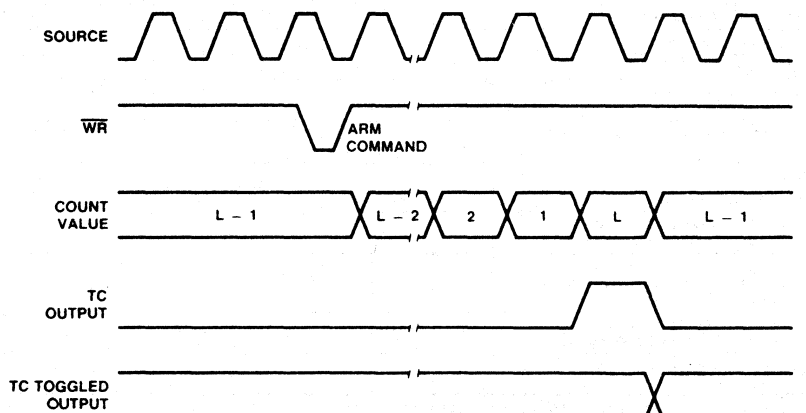 SOURCE
WR
ARM
COMMAND
COUNT
VALUE
L – 1
L – 2
2
1
L
L – 1
TC
OUTPUT
TC TOGGLED
OUTPUT